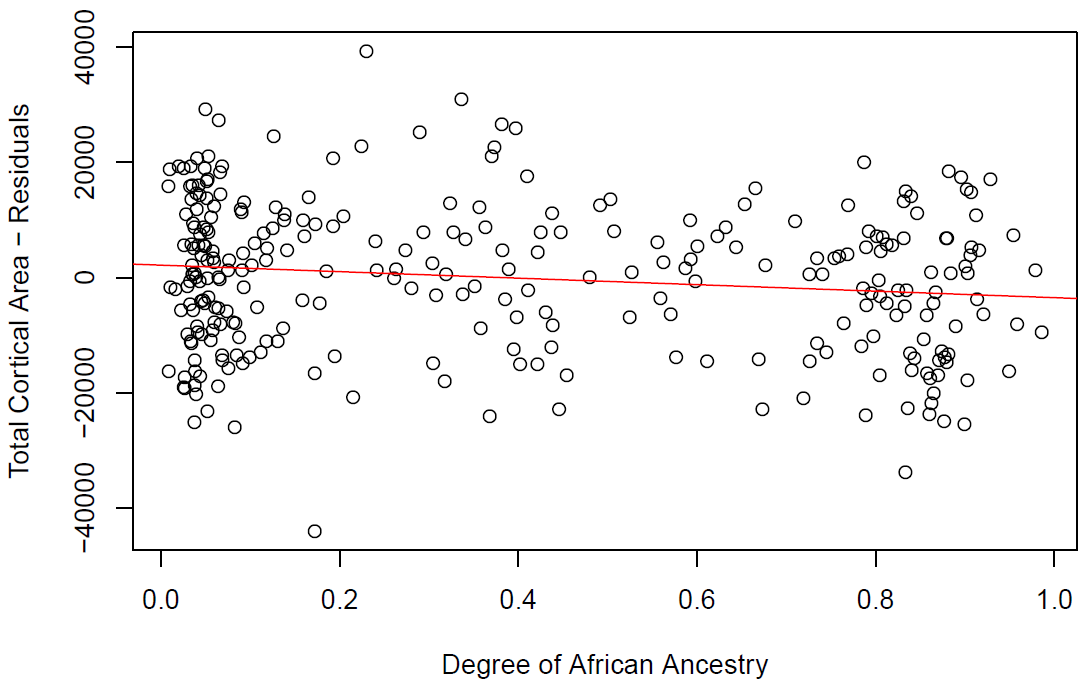 Total Cortical Area − Residuals
40000
20000
0
−20000
−40000
0.0 0.2 0.4 0.6 0.8 1.0
Degree of African Ancestry